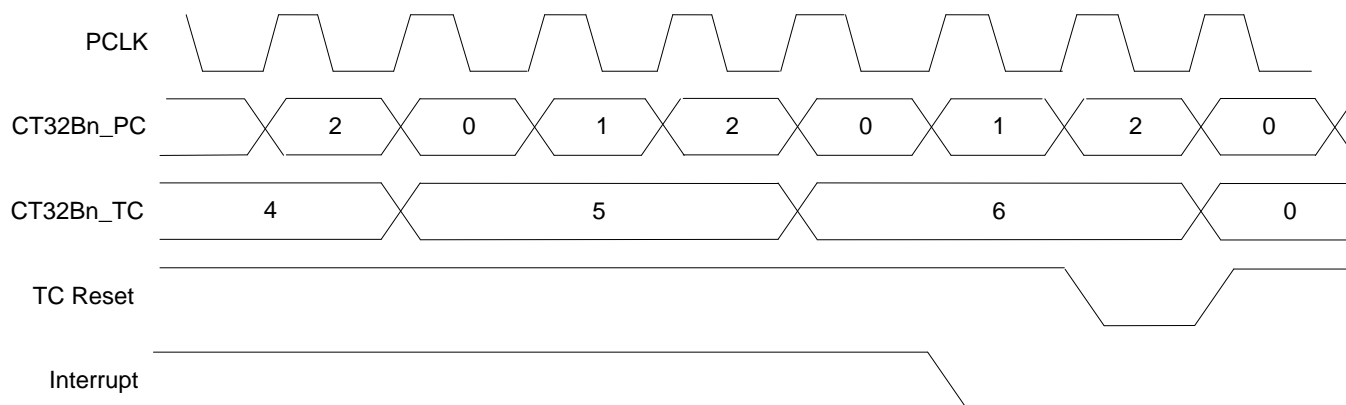 PCLK
CT32Bn_PC 2 0 1 2 0 1 2 0
CT32Bn_TC 4 5 6 0
TC Reset
Interrupt